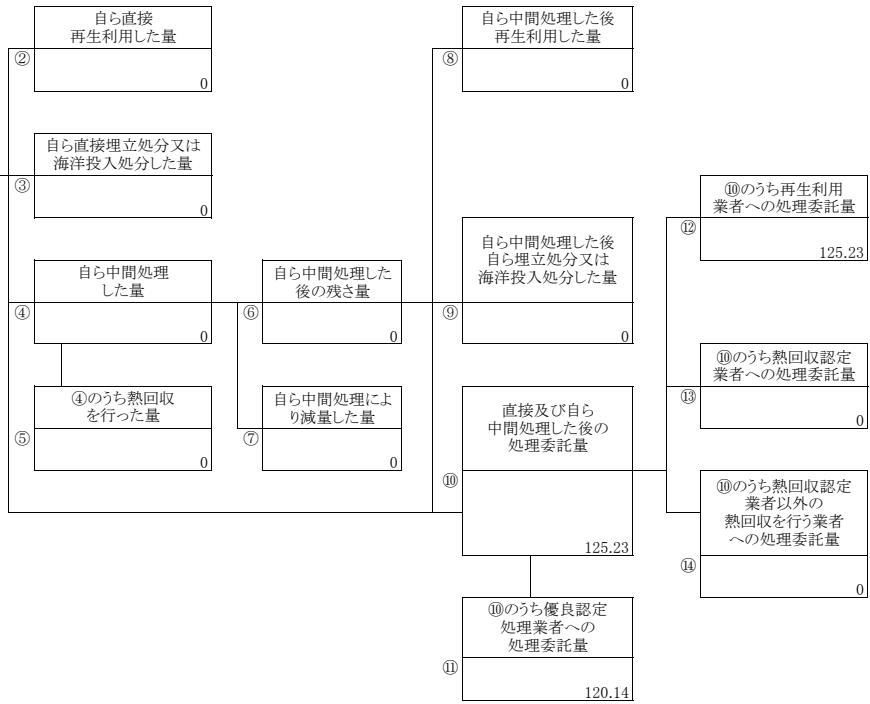 自ら直接
再生利用した量
②
0
自ら直接埋立処分又は
海洋投入処分した量
③
0
自ら中間処理
した量
④
0
④のうち熱回収
を行った量
⑤
0
自ら中間処理した
後の残さ量
⑥
0
自ら中間処理によ
り減量した量
⑦
0
自ら中間処理した後
再生利用した量
⑧
0
自ら中間処理した後
自ら埋立処分又は
海洋投入処分した量
⑨
0
直接及び自ら
中間処理した後の
処理委託量
⑩
125.23
⑩のうち優良認定
処理業者への
処理委託量
⑪
120.14
⑩のうち再生利用
業者への処理委託量
⑫
125.23
⑩のうち熱回収認定
業者への処理委託量
⑬
0
⑩のうち熱回収認定
業者以外の
熱回収を行う業者
への処理委託量
⑭
0